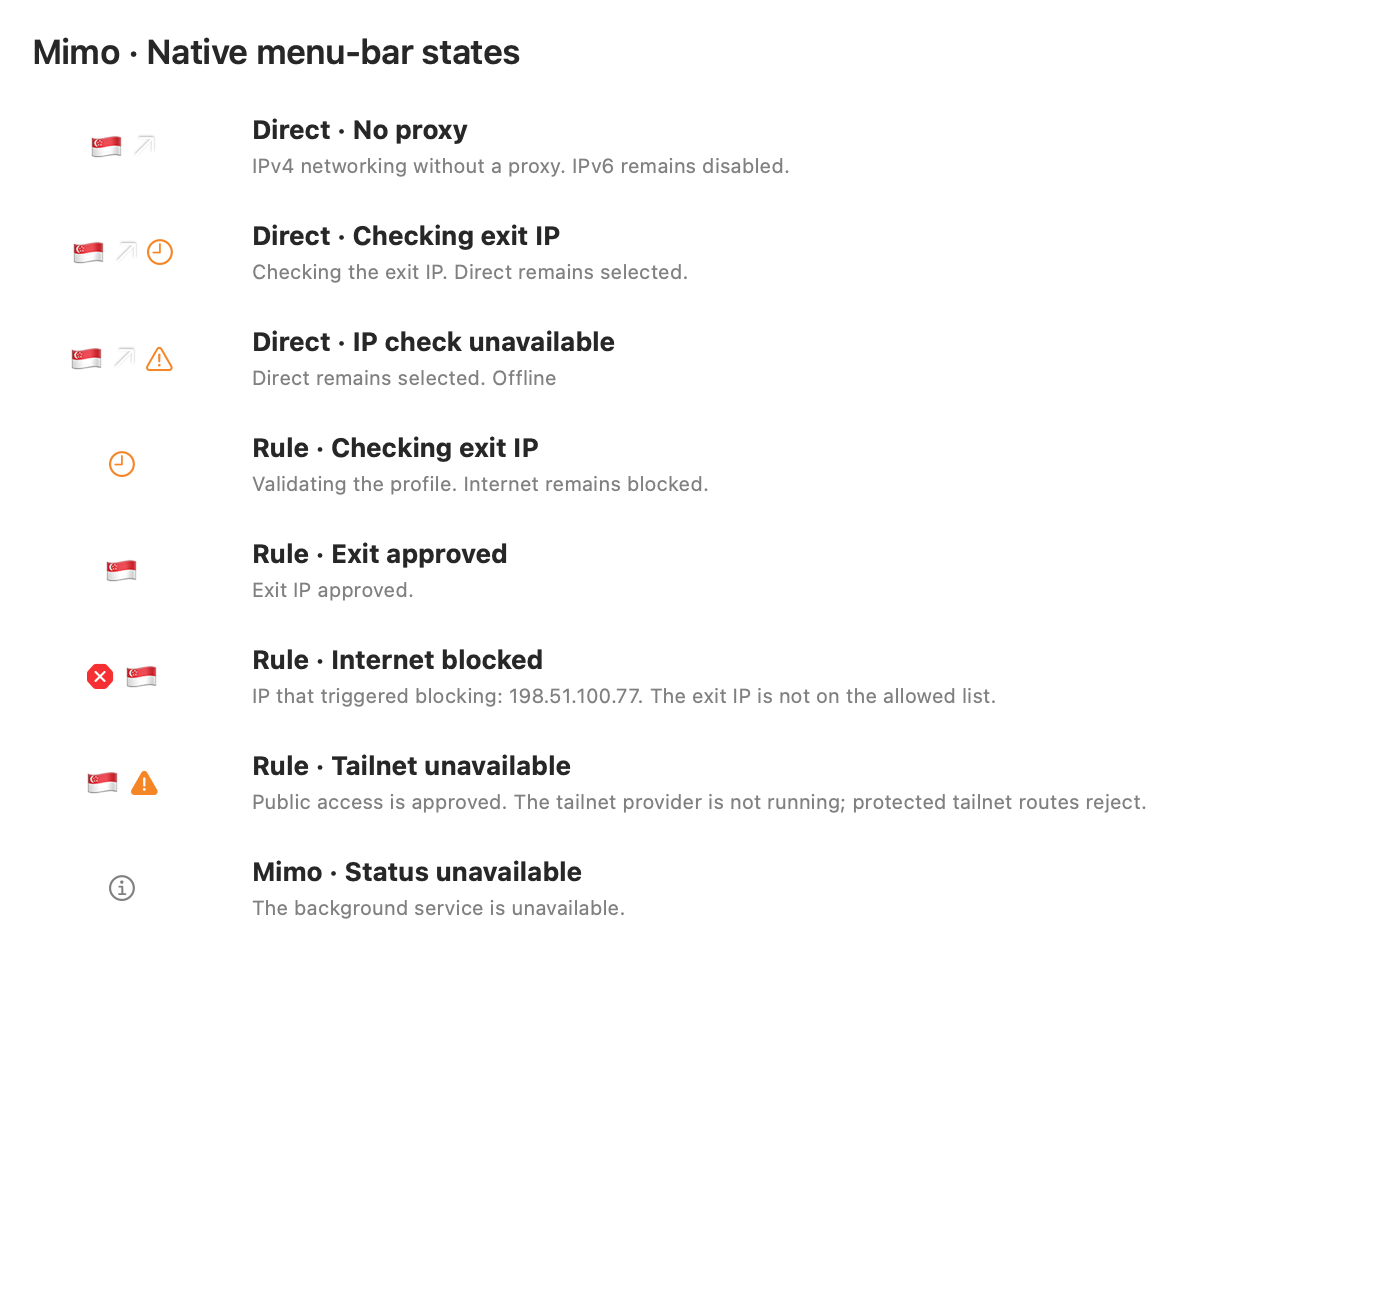 Mimo · Native menu-bar states
Direct · No proxy
IPv4 networking without a proxy. IPv6 remains disabled.
Direct · Checking exit IP
Checking the exit IP. Direct remains selected.
Direct · IP check unavailable
Direct remains selected. Offline
Rule · Checking exit IP
Validating the profile. Internet remains blocked.
Rule · Exit approved
Exit IP approved.
Rule · Internet blocked
IP that triggered blocking: 198.51.100.77. The exit IP is not on the allowed list.
Rule · Tailnet unavailable
Public access is approved. The tailnet provider is not running; protected tailnet routes reject.
Mimo · Status unavailable
The background service is unavailable.